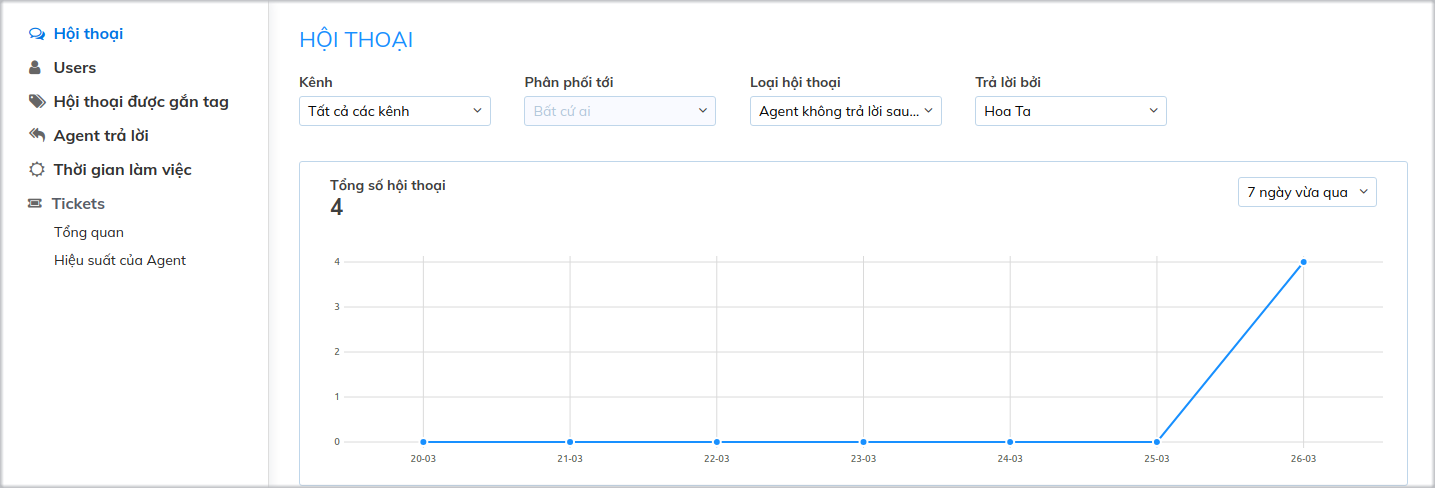 Hội thoại
Users
Hội thoại được gắn tag
Agent trả lời
Thời gian làm việc
Tickets
Tổng quan
Hiệu suất của Agent
HỘI THOẠI
Kênh
Tất cả các kênh
Phân phối tới
Bất cứ ai
Loại hội thoại
Agent không trả lời sau...
Trả lời bởi
Hoa Ta
Tổng số hội thoại
4
7 ngày vừa qua
4
3
2
1
0
20-03 21-03 22-03 23-03 24-03 25-03 26-03